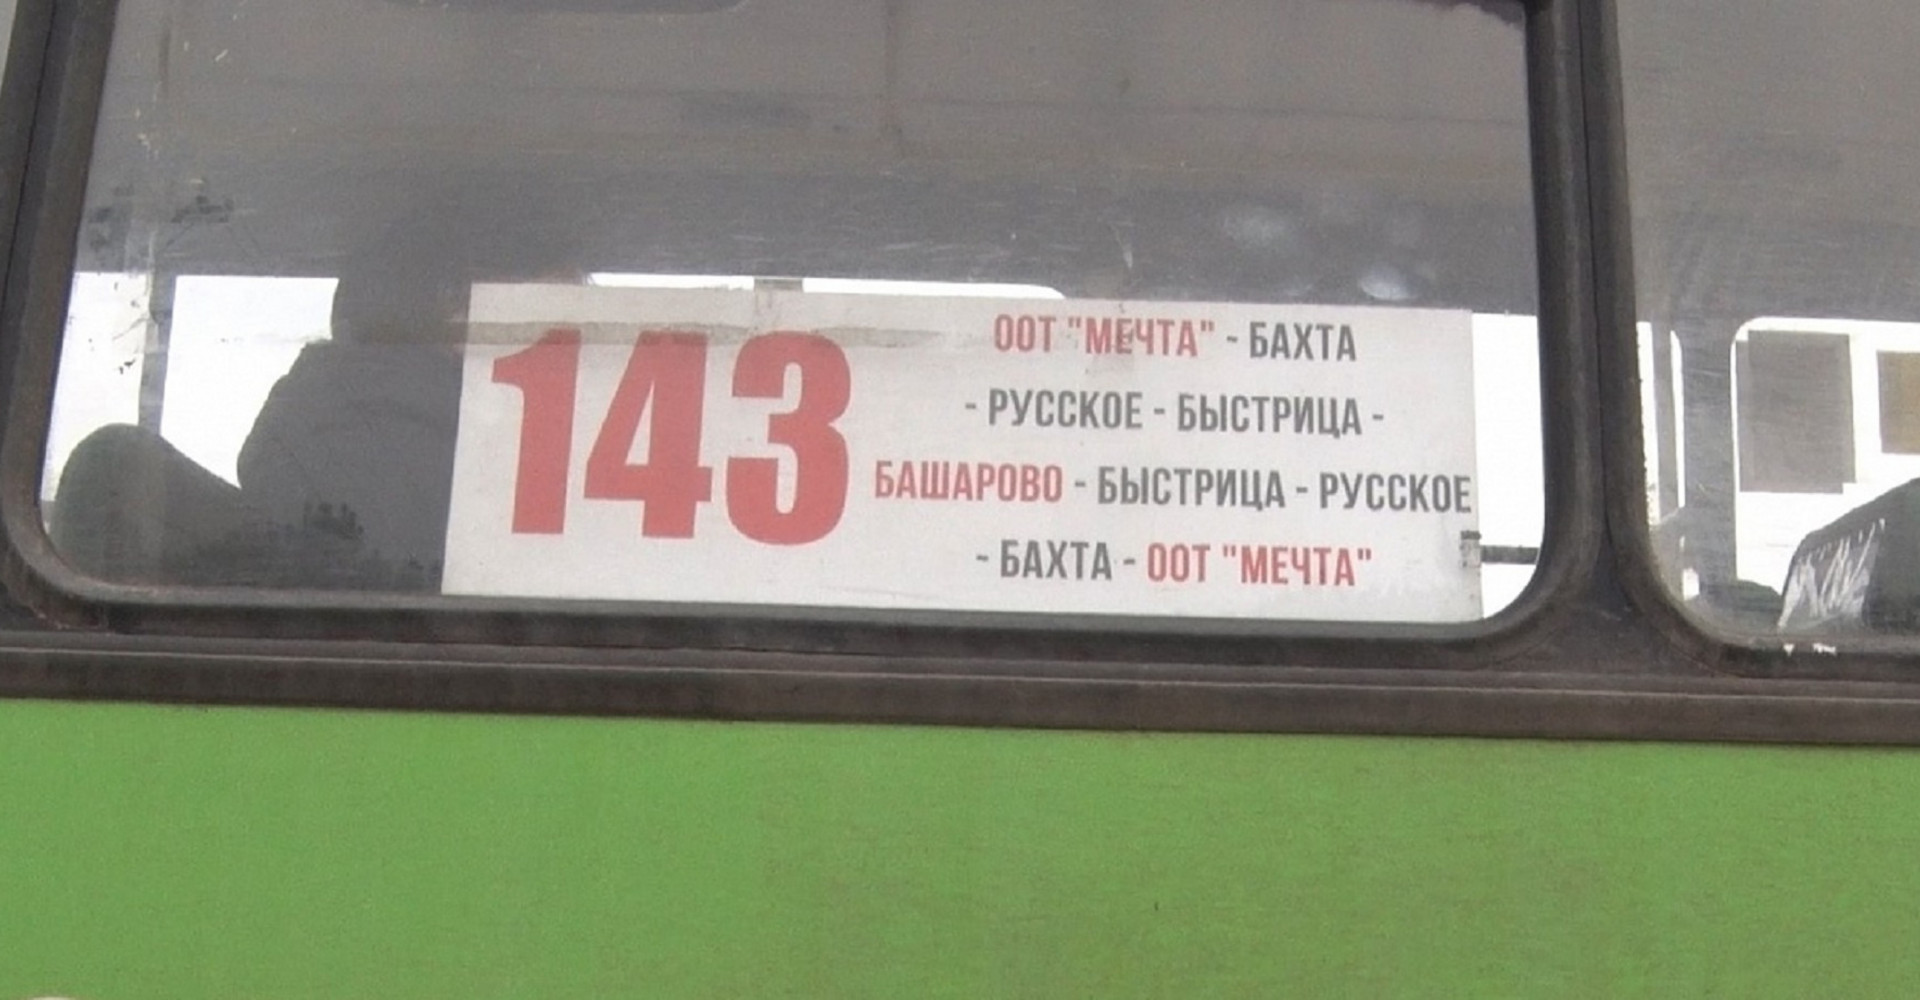 143
ООТ "МЕЧТА" - БАХТА
- РУССКОЕ - БЫСТРИЦА -
БАШАРОВО - БЫСТРИЦА - РУССКОЕ
- БАХТА - ООТ "МЕЧТА"